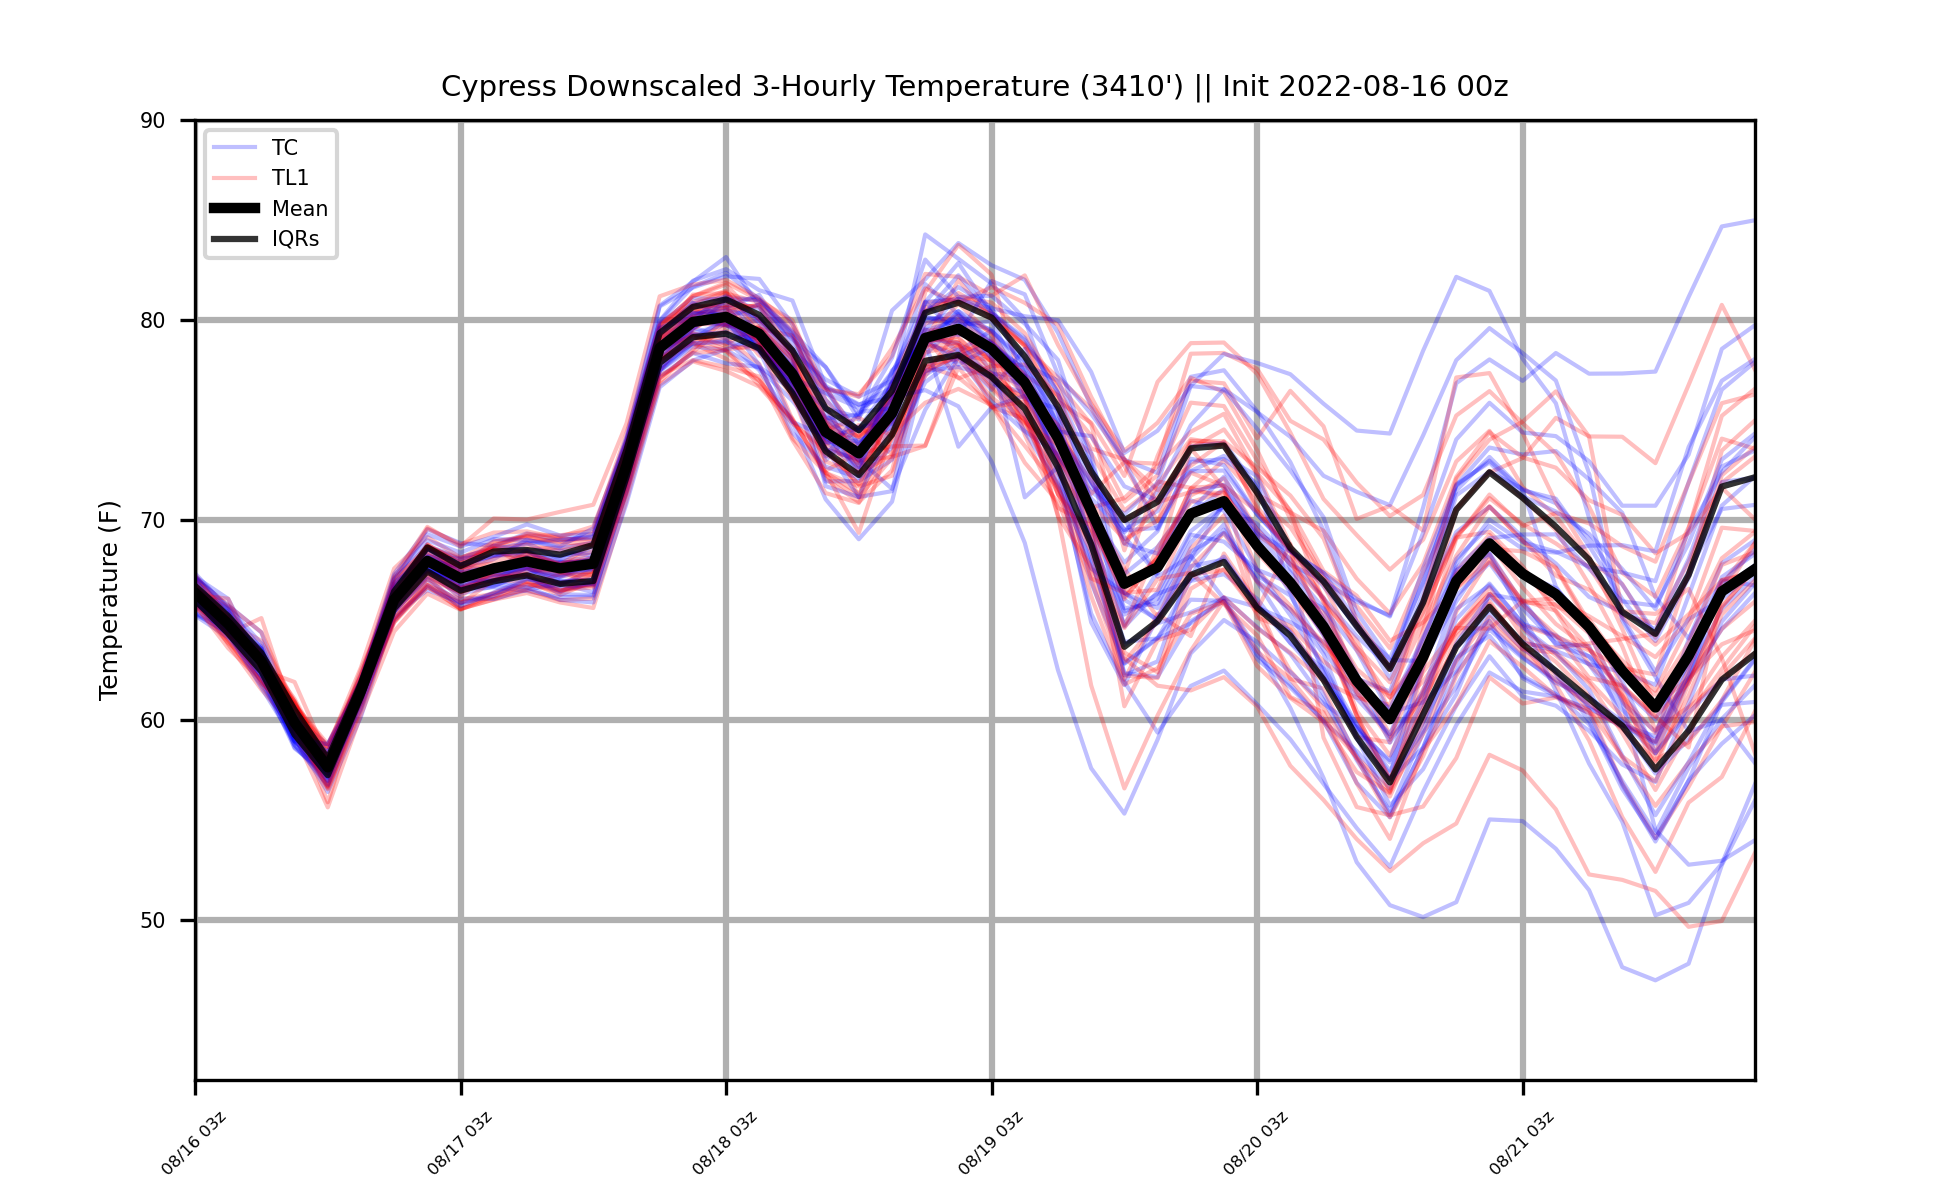 Cypress Downscaled 3-Hourly Temperature (3410') || Init 2022-08-16 00z
TC
TL1
Mean
IQRs
Temperature (F)
90
80
70
60
50
08/16 03z
08/17 03z
08/18 03z
08/19 03z
08/20 03z
08/21 03z